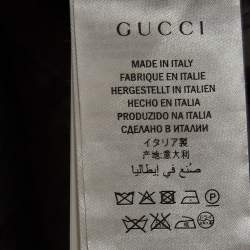 GUCCI
MADE IN ITALY
FABRIQUE EN ITALIE
HERGESTELLT IN ITALIEN
HECHO EN ITALIA
PRODUZIDO NA ITALIA
СДЕЛАНО В ИТАЛИИ
イタリア製
产地:意大利
صُنع في إيطاليا
P